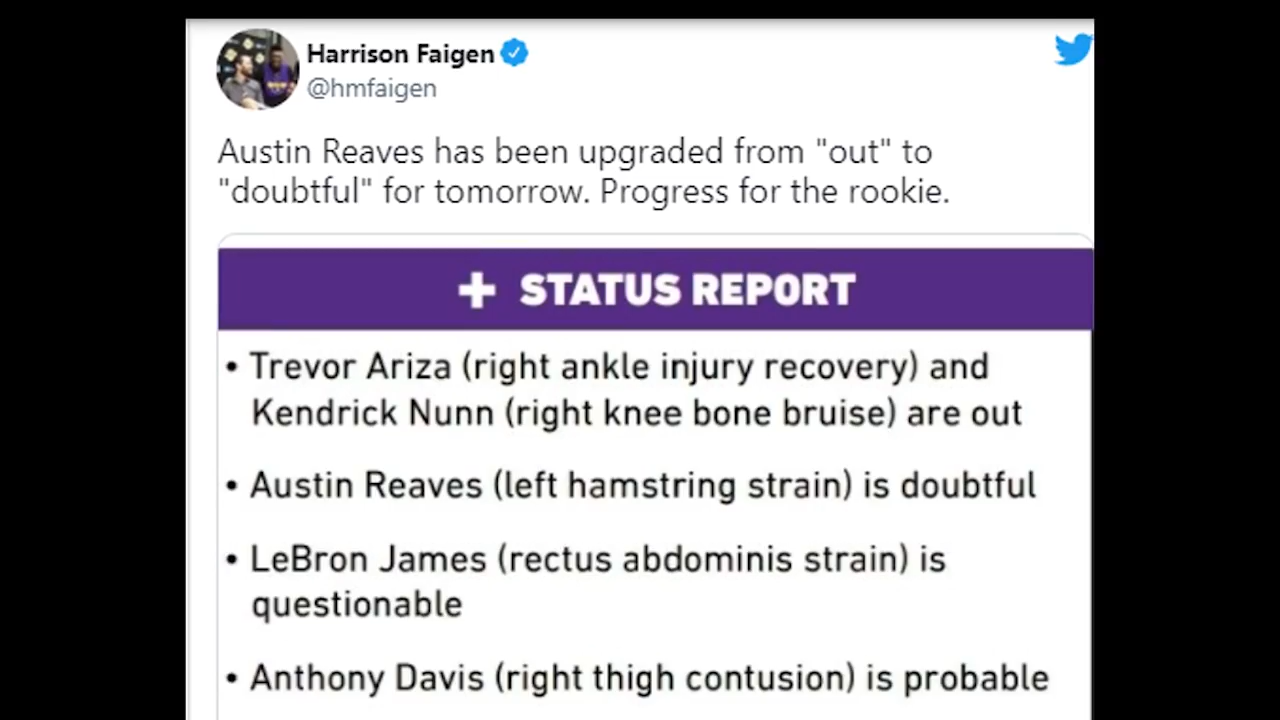 Harrison Faigen
@hmfaigen
Austin Reaves has been upgraded from "out" to
"doubtful" for tomorrow. Progress for the rookie.
+ STATUS REPORT
• Trevor Ariza (right ankle injury recovery) and
Kendrick Nunn (right knee bone bruise) are out
• Austin Reaves (left hamstring strain) is doubtful
• LeBron James (rectus abdominis strain) is
questionable
• Anthony Davis (right thigh contusion) is probable